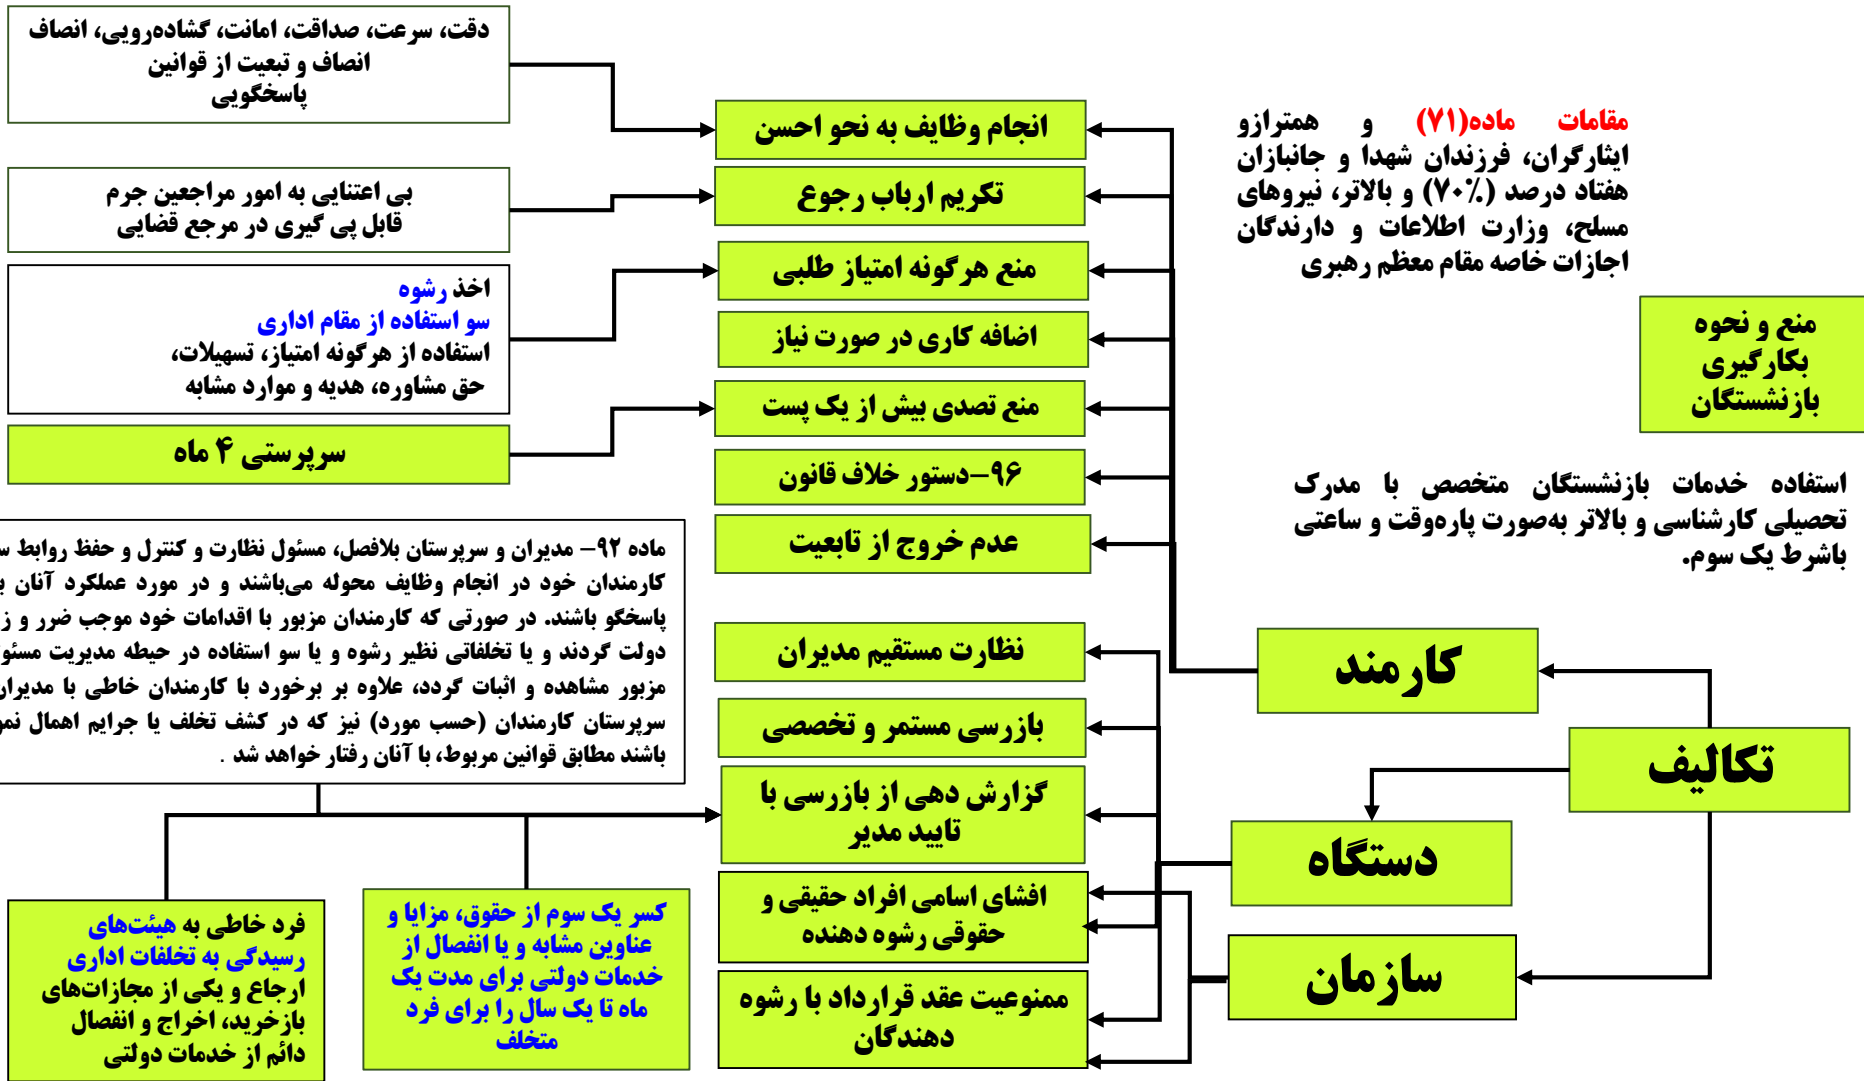 دقت، سرعت، صداقت، امانت، گشاده‌رویی، انصاف
انصاف و تبعیت از قوانین
پاسخگویی
بی اعتنایی به امور مراجعین جرم
قابل پی گیری در مرجع قضایی
اخذ رشوه
سو استفاده از مقام اداری
استفاده از هرگونه امتیاز، تسهیلات،
حق مشاوره، هدیه و موارد مشابه
سرپرستی ۴ ماه
انجام وظایف به نحو احسن
تکریم ارباب رجوع
منع هرگونه امتیاز طلبی
اضافه کاری در صورت نیاز
منع تصدی بیش از یک پست
۹۶-دستور خلاف قانون
عدم خروج از تابعیت
مقامات ماده(۷۱) و همترازو
ایثارگران، فرزندان شهدا و جانبازان
هفتاد درصد (۷۰٪) و بالاتر، نیروهای
مسلح، وزارت اطلاعات و دارندگان
اجازات خاصه مقام معظم رهبری
منع و نحوه
بکارگیری
بازنشستگان
استفاده خدمات بازنشستگان متخصص با مدرک
تحصیلی کارشناسی و بالاتر به‌صورت پاره‌وقت و ساعتی
باشرط یک سوم.
ماده ۹۲- مدیران و سرپرستان بلافصل، مسئول نظارت و کنترل و حفظ روابط
کارمندان خود در انجام وظایف محوله می‌باشند و در مورد عملکرد آنان
پاسخگو باشند. در صورتی که کارمندان مزبور با اقدامات خود موجب ضرر و
دولت گردند و یا تخلفاتی نظیر رشوه و یا سو استفاده در حیطه مدیریت
مزبور مشاهده و اثبات گردد، علاوه بر برخورد با کارمندان خاطی با
سرپرستان کارمندان (حسب مورد) نیز که در کشف تخلف یا جرایم اهمال
باشند مطابق قوانین مربوط، با آنان رفتار خواهد شد .
نظارت مستقیم مدیران
بازرسی مستمر و تخصصی
گزارش دهی از بازرسی با
تایید مدیر
افشای اسامی افراد حقیقی و
حقوقی رشوه دهنده
ممنوعیت عقد قرارداد با رشوه
دهندگان
کارمند
تکالیف
دستگاه
سازمان
کسر یک سوم از حقوق، مزایا و
عناوین مشابه و یا انفصال از
خدمات دولتی برای مدت یک
ماه تا یک سال را برای فرد
متخلف
فرد خاطی به هیئت‌های
رسیدگی به تخلفات اداری
ارجاع و یکی از مجازات‌های
بازخرید، اخراج و انفصال
دائم از خدمات دولتی